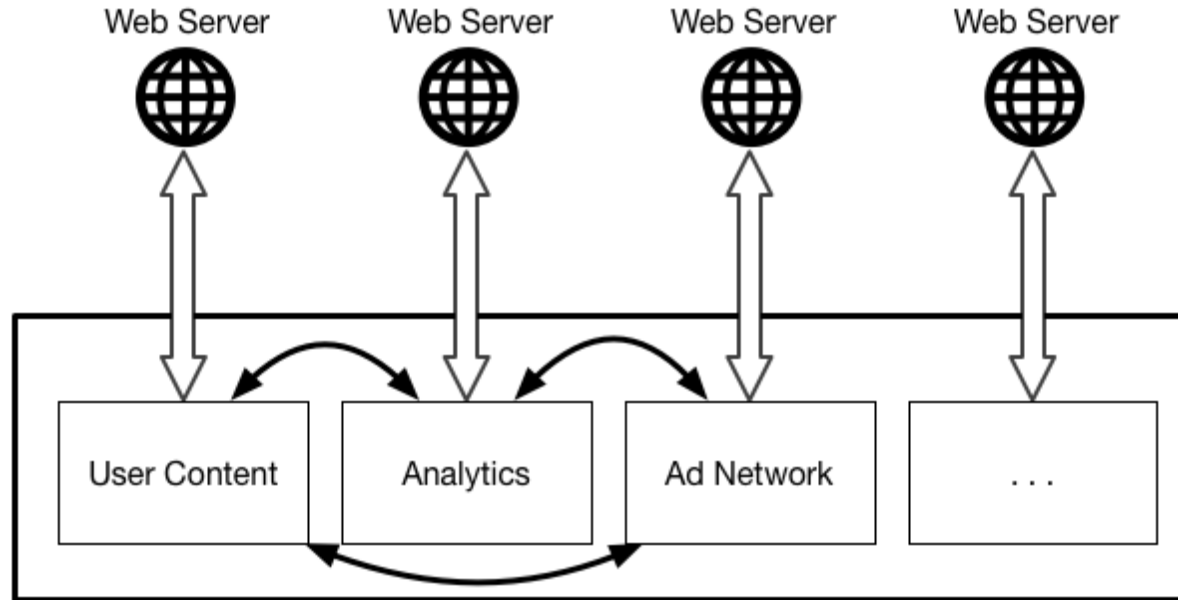 Web Server
Web Server
Web Server
Web Server
User Content
Analytics
Ad Network
. . .